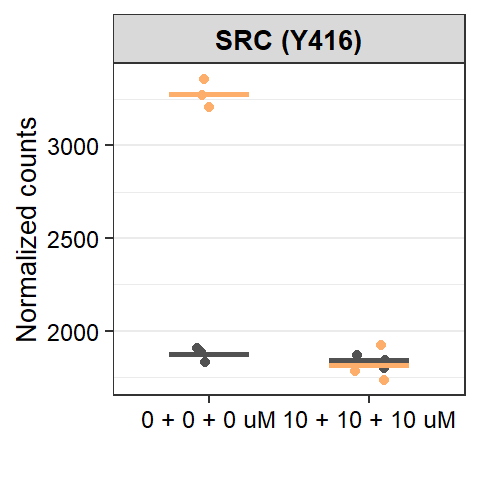 SRC (Y416)
Normalized counts
3000
2500
2000
0 + 0 + 0 uM
10 + 10 + 10 uM